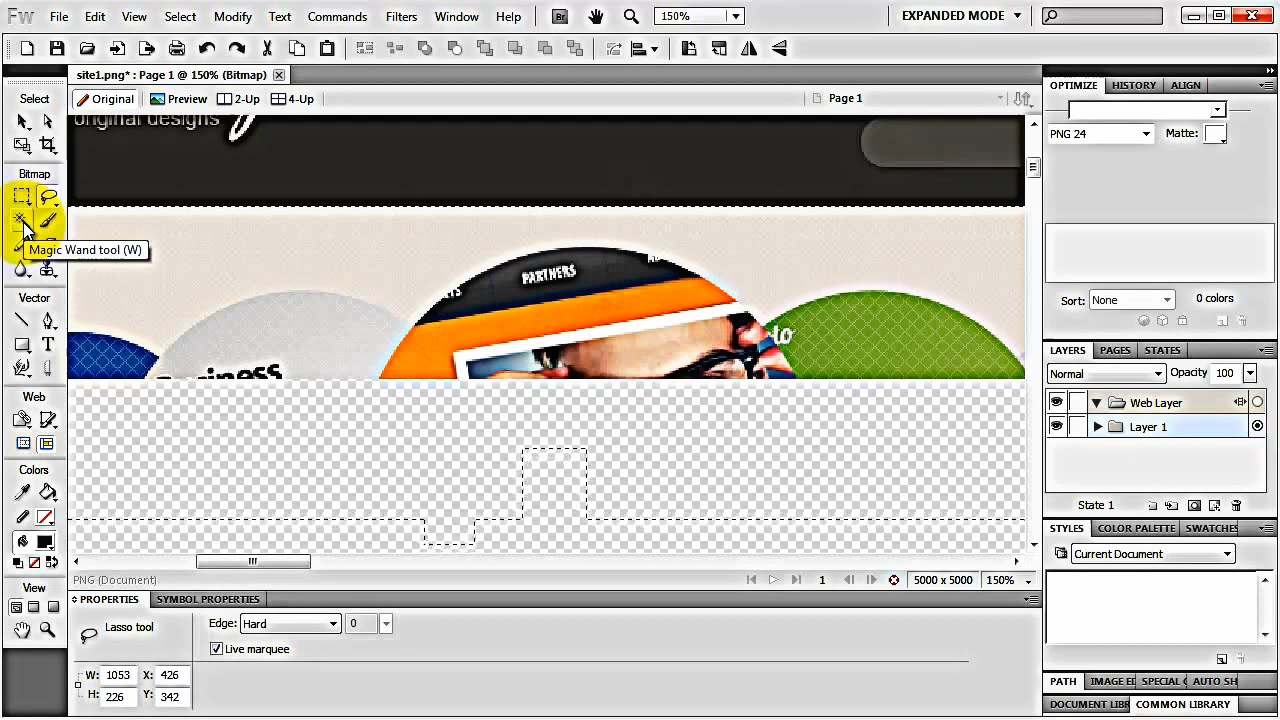 Fw File Edit View Select Modify Text Commands Filters Window Help Br 150% EXPANDED MODE
site1.png* : Page 1 @ 150% (Bitmap)
OPTIMIZE HISTORY ALIGN
Select
Original Preview 2-Up 4-Up Page 1
original designs
PNG 24 Matte:
Bitmap
Magic Wand tool (W)
PARTNERS
Sort: None 0 colors
Vector
to
Business
LAYERS PAGES STATES
Normal Opacity 100
Web
Web Layer
Layer 1
Colors
State 1
STYLES COLOR PALETTE SWATCHES
Current Document
PNG (Document) 1 5000 x 5000 150%
View
PROPERTIES SYMBOL PROPERTIES
Lasso tool Edge: Hard 0
Live marquee
W: 1053 X: 426
H: 226 Y: 342
PATH IMAGE ED SPECIAL C AUTO SH
DOCUMENT LIBR COMMON LIBRARY